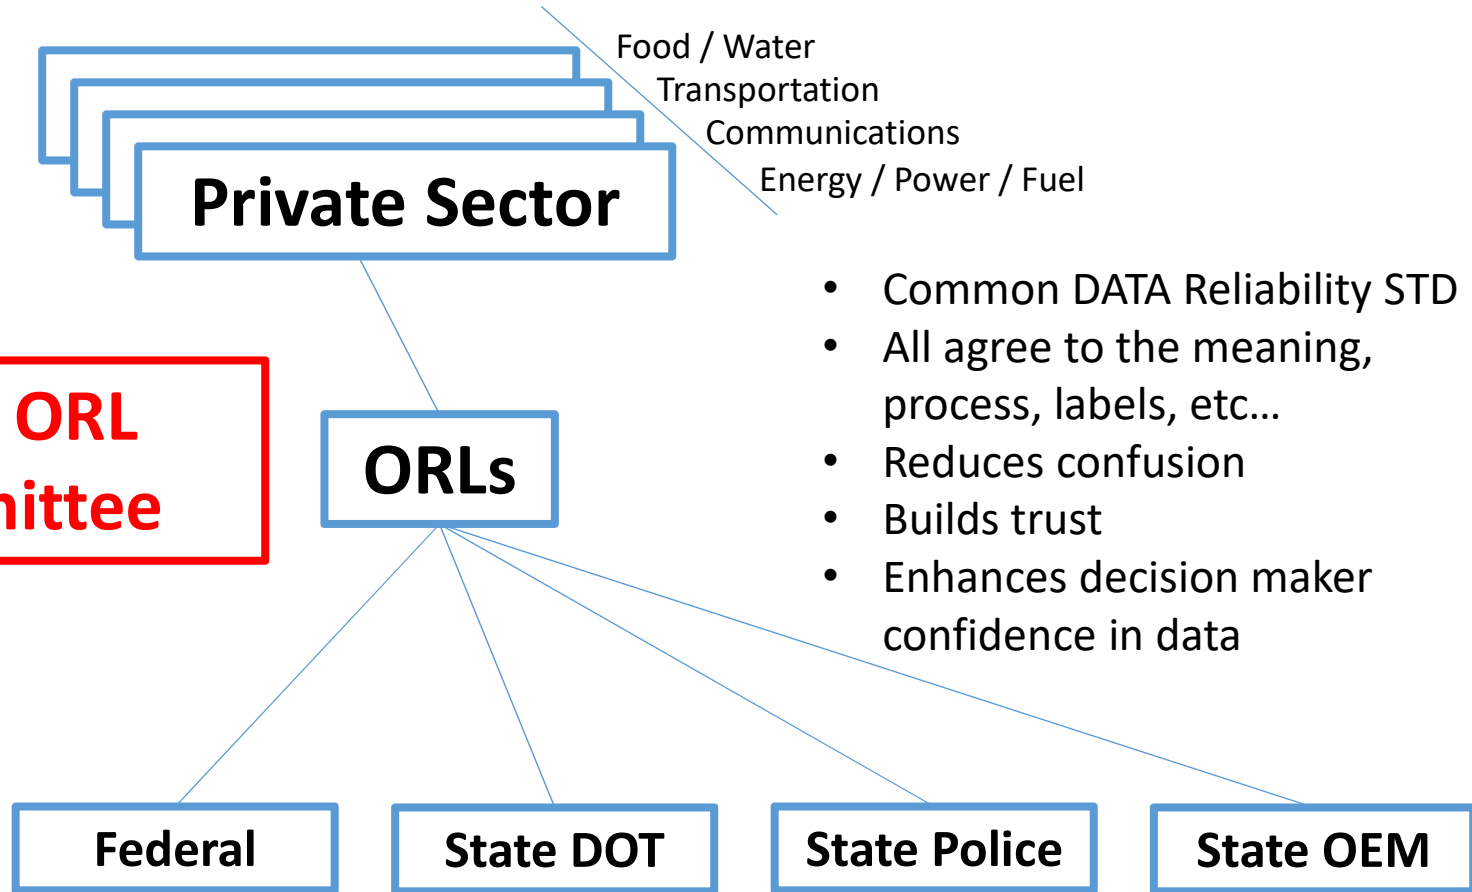 Food / Water
Transportation
Communications
Energy / Power / Fuel
Private Sector
• Common DATA Reliability STD
• All agree to the meaning,
process, labels, etc...
• Reduces confusion
• Builds trust
• Enhances decision maker
confidence in data
ORL
mittee
ORLs
Federal
State DOT
State Police
State OEM